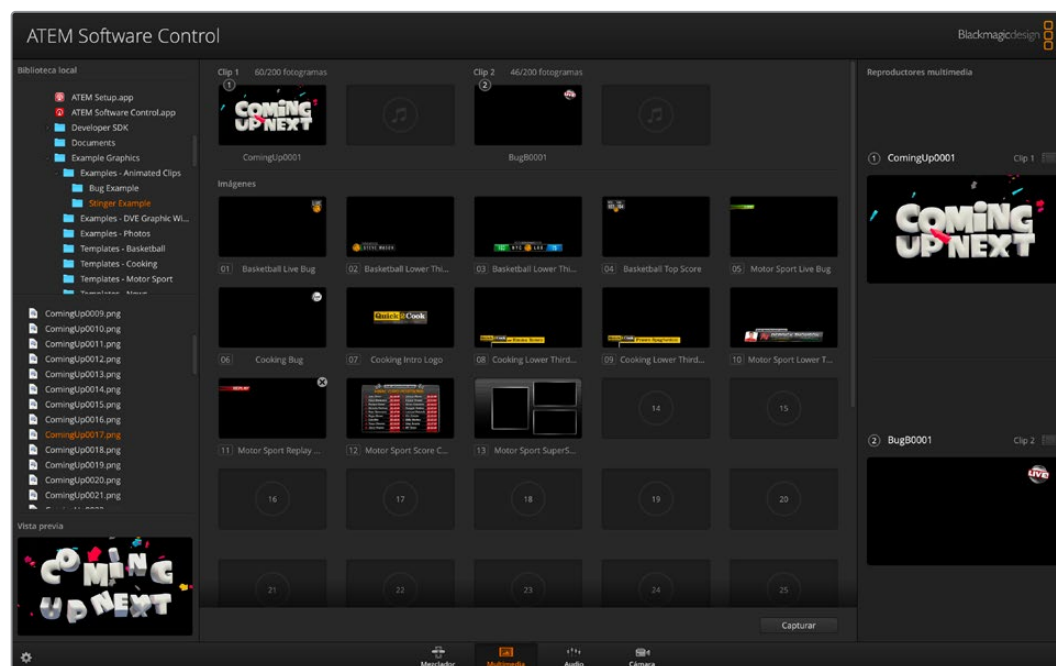 ATEM Software Control
Blackmagicdesign
Biblioteca local
ATEM Setup.app
ATEM Software Control.app
Developer SDK
Documents
Example Graphics
Examples - Animated Clips
Bug Example
Stinger Example
Examples - DVE Graphic Wi...
Examples - Photos
Templates - Basketball
Templates - Cooking
Templates - Motor Sport
Templates - News
ComingUp0009.png
ComingUp0010.png
ComingUp0011.png
ComingUp0012.png
ComingUp0013.png
ComingUp0014.png
ComingUp0015.png
ComingUp0016.png
ComingUp0017.png
ComingUp0018.png
ComingUp0019.png
ComingUp0020.png
ComingUp0021.png
Vista previa
COMING
UP NEXT
Clip 1 60/200 fotogramas
Clip 2 46/200 fotogramas
1
2
COMING
UP NEXT
ComingUp0001
BugB0001
Imágenes
01 Basketball Live Bug
02 Basketball Lower Thi...
03 Basketball Lower Thi...
04 Basketball Top Score
05 Motor Sport Live Bug
Quick Cook
06 Cooking Bug
07 Cooking Intro Logo
08 Cooking Lower Third...
09 Cooking Lower Third...
10 Motor Sport Lower T...
REPLAY
11 Motor Sport Replay ...
12 Motor Sport Score C...
13 Motor Sport SuperS...
14
15
16
17
18
19
20
21
22
23
24
25
Capturar
Reproductores multimedia
1 ComingUp0001 Clip 1
COMING
UP NEXT
2 BugB0001 Clip 2
LIVE!
Mezclador
Multimedia
Audio
Cámara